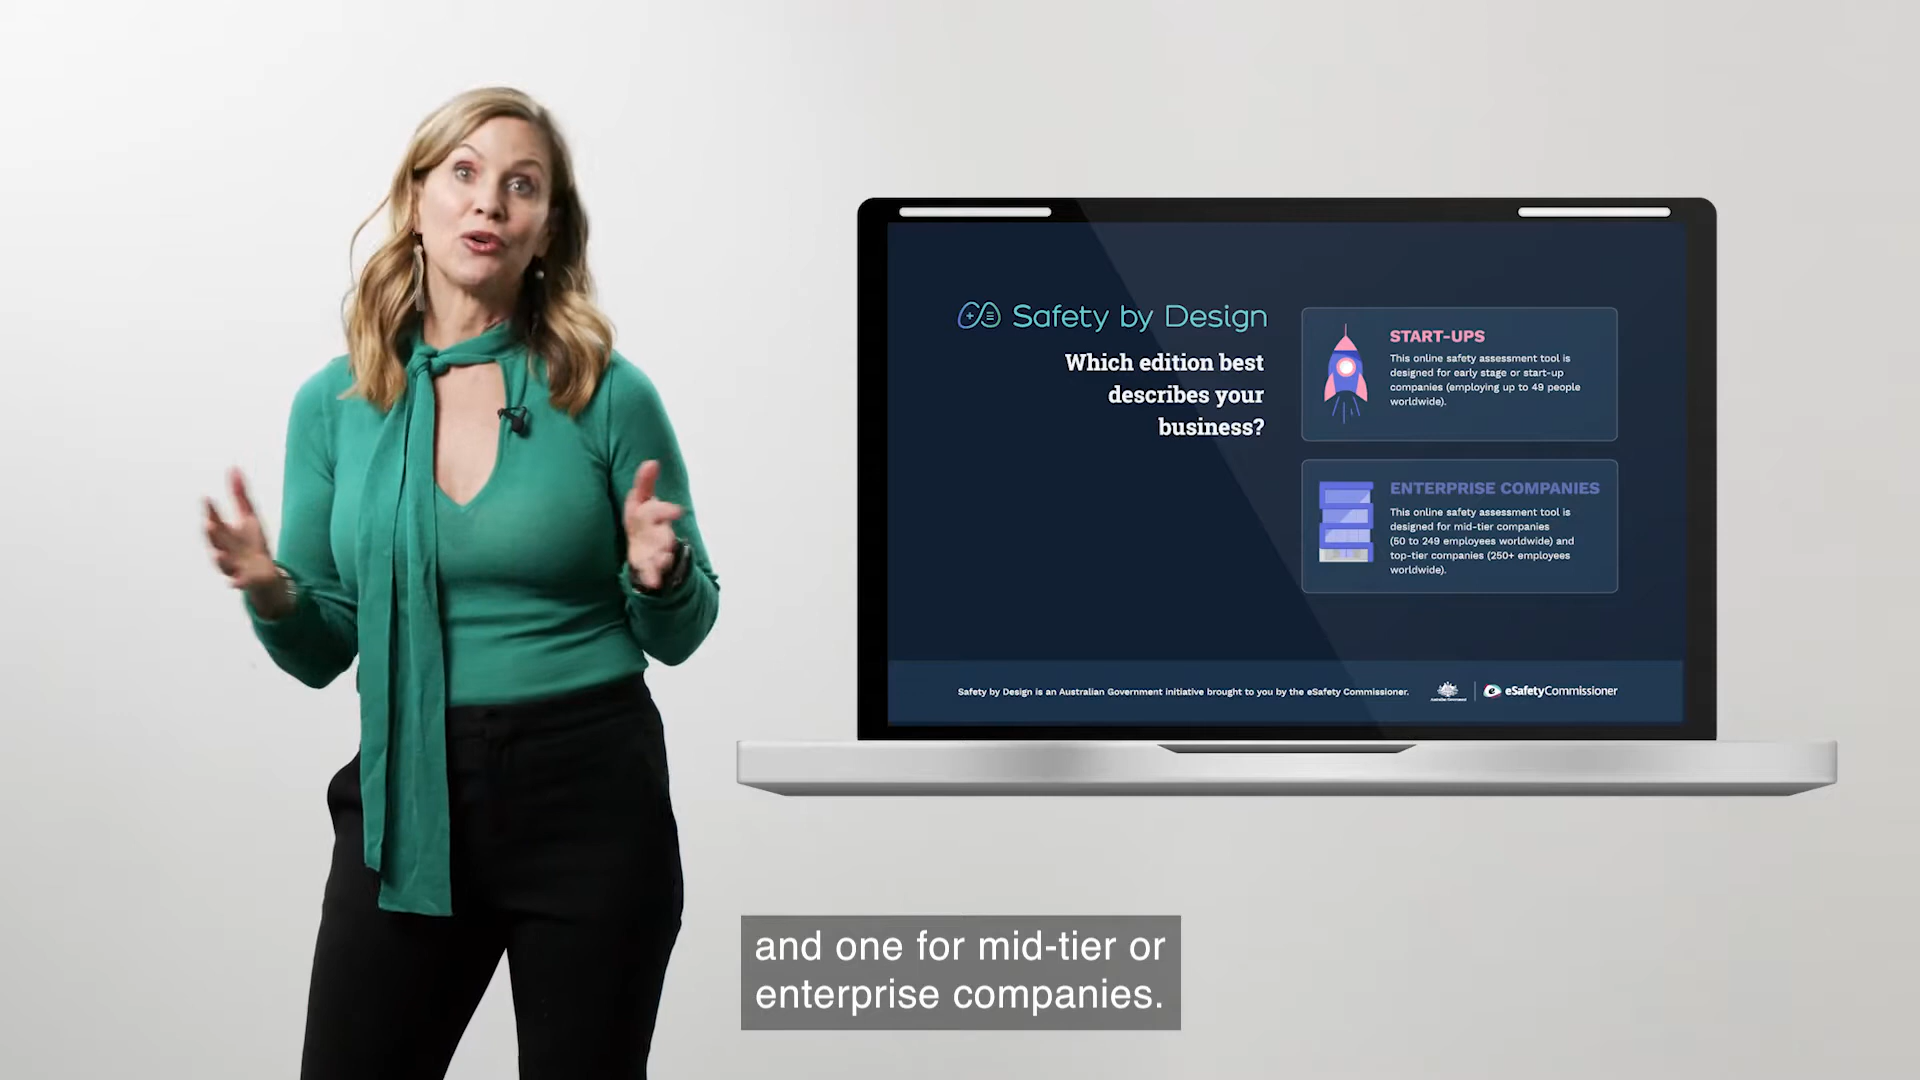 Safety by Design
Which edition best
describes your
business?
START-UPS
This online safety assessment tool is
designed for early stage or start-up
companies (employing up to 49 people
worldwide).
ENTERPRISE COMPANIES
This online safety assessment tool is
designed for mid-tier companies
(50 to 249 employees worldwide) and
top-tier companies (250+ employees
worldwide).
Safety by Design is an Australian Government initiative brought to you by the eSafety Commissioner.
Australian Government
eSafetyCommissioner
and one for mid-tier or
enterprise companies.